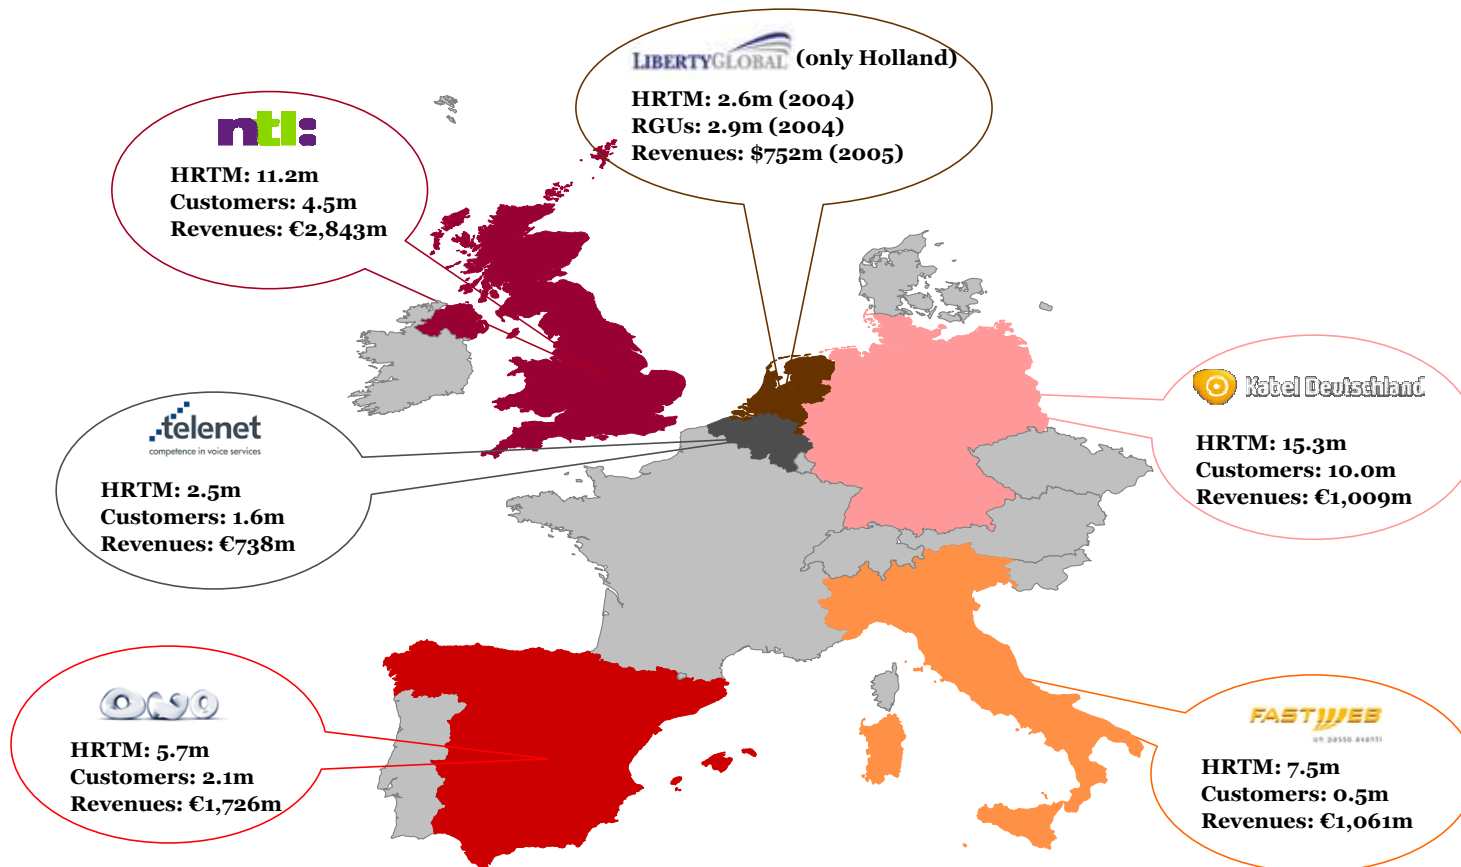 LIBERTYGLOBAL (only Holland)
HRTM: 2.6m (2004)
RGUs: 2.9m (2004)
Revenues: $752m (2005)
ntl:
HRTM: 11.2m
Customers: 4.5m
Revenues: €2,843m
Kabel Deutschland
HRTM: 15.3m
Customers: 10.0m
Revenues: €1,009m
telenet
competence in voice services
HRTM: 2.5m
Customers: 1.6m
Revenues: €738m
ONO
HRTM: 5.7m
Customers: 2.1m
Revenues: €1,726m
FASTWEB
un passo avanti
HRTM: 7.5m
Customers: 0.5m
Revenues: €1,061m